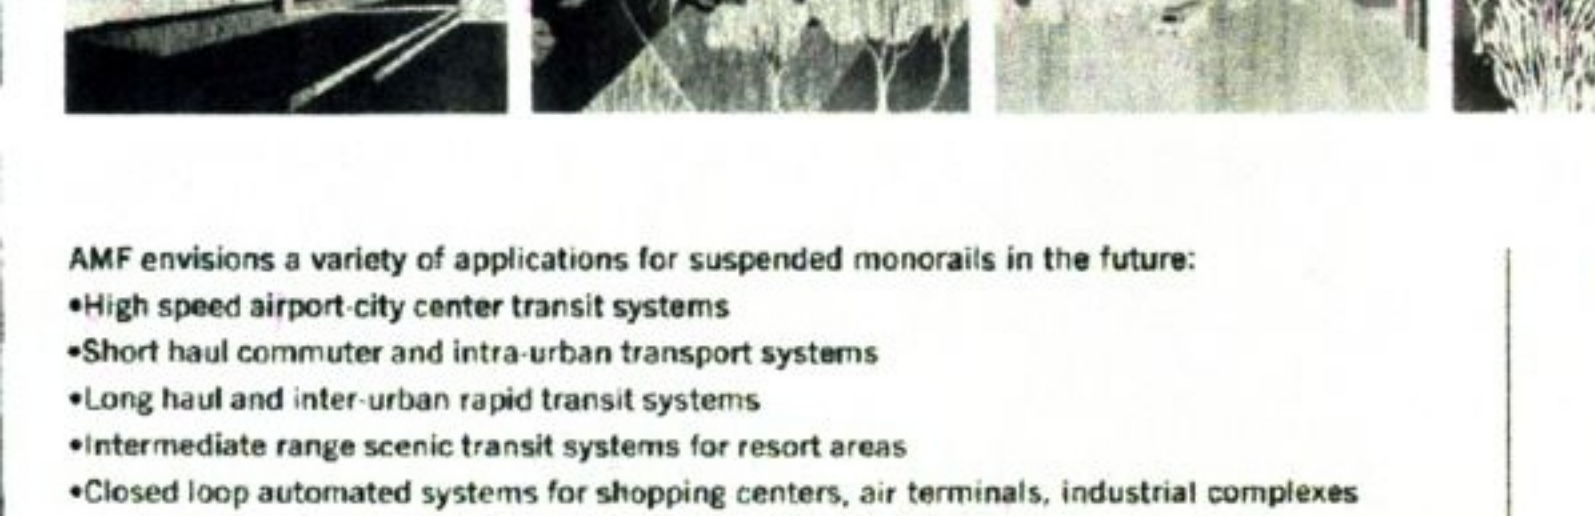 AMF envisions a variety of applications for suspended monorails in the future:
•High speed airport-city center transit systems
•Short haul commuter and intra-urban transport systems
•Long haul and inter-urban rapid transit systems
•Intermediate range scenic transit systems for resort areas
•Closed loop automated systems for shopping centers, air terminals, industrial complexes